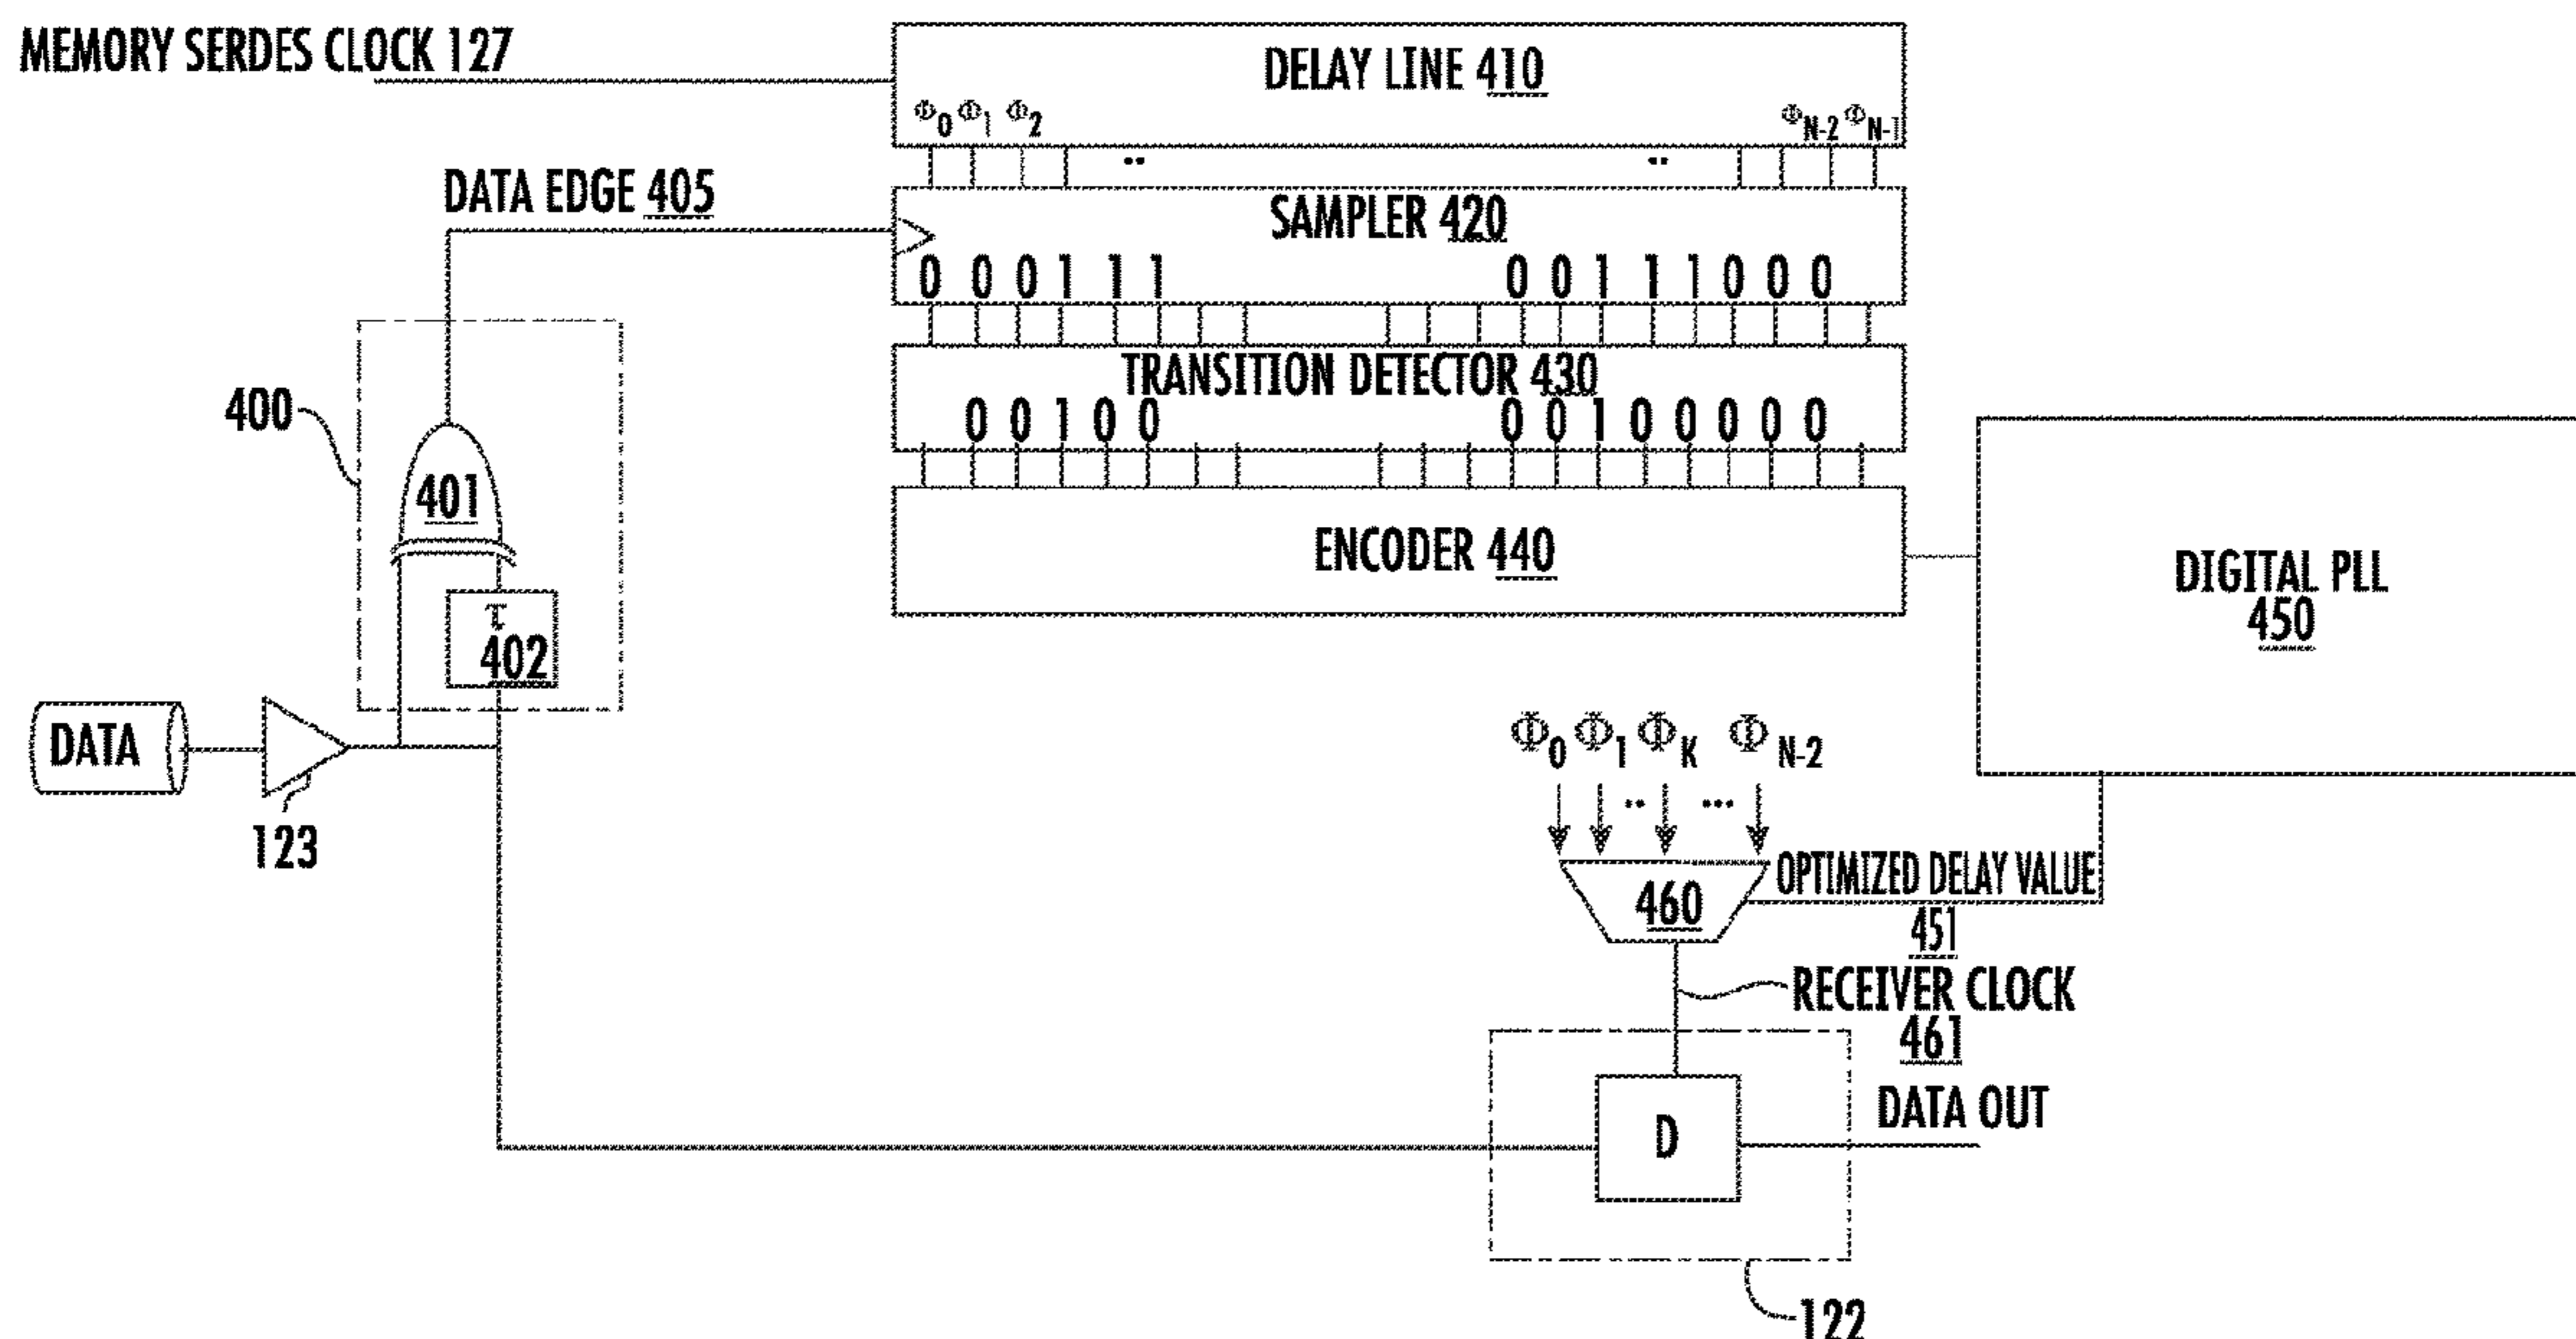 MEMORY SERDES CLOCK 127
DELAY LINE 410
Φ0 Φ1 Φ2 ΦN-2 ΦN-1
..
..
DATA EDGE 405
SAMPLER 420
0 0 0 1 1 1 0 0 1 1 1 0 0 0
TRANSITION DETECTOR 430
0 0 1 0 0 0 0 1 0 0 0 0 0
400
401
ENCODER 440
DIGITAL PLL
450
τ
402
DATA
123
Φ0 Φ1 ΦK ΦN-2
.. ...
460
OPTIMIZED DELAY VALUE
451
RECEIVER CLOCK
461
D
DATA OUT
122